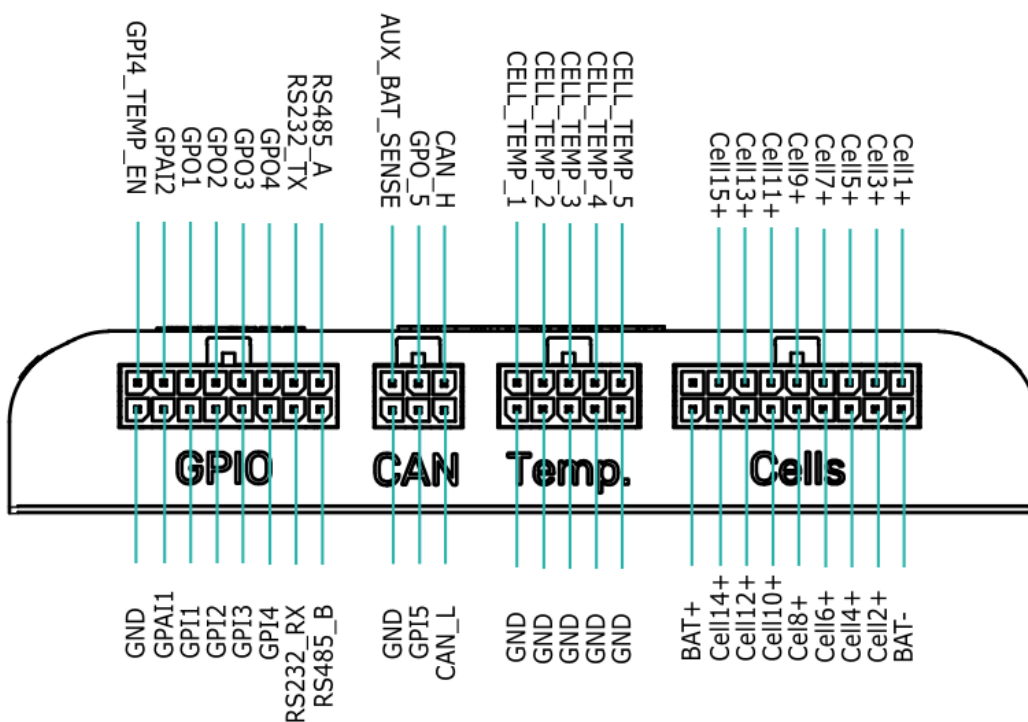 GPI4_TEMP_EN
GPAI2
GPO1
GPO2
GPO3
GPO4
RS232_TX
RS485_A
AUX_BAT_SENSE
GPO_5
CAN_H
CELL_TEMP_1
CELL_TEMP_2
CELL_TEMP_3
CELL_TEMP_4
CELL_TEMP_5
Cell15+
Cell13+
Cell11+
Cell9+
Cell7+
Cell5+
Cell3+
Cell1+
GPIO
CAN
Temp.
Cells
GND
GPAI1
GPI1
GPI2
GPI3
GPI4
RS232_RX
RS485_B
GND
GPI5
CAN_L
GND
GND
GND
GND
GND
BAT+
Cell14+
Cell12+
Cell10+
Cel8+
Cell6+
Cell4+
Cell2+
BAT-